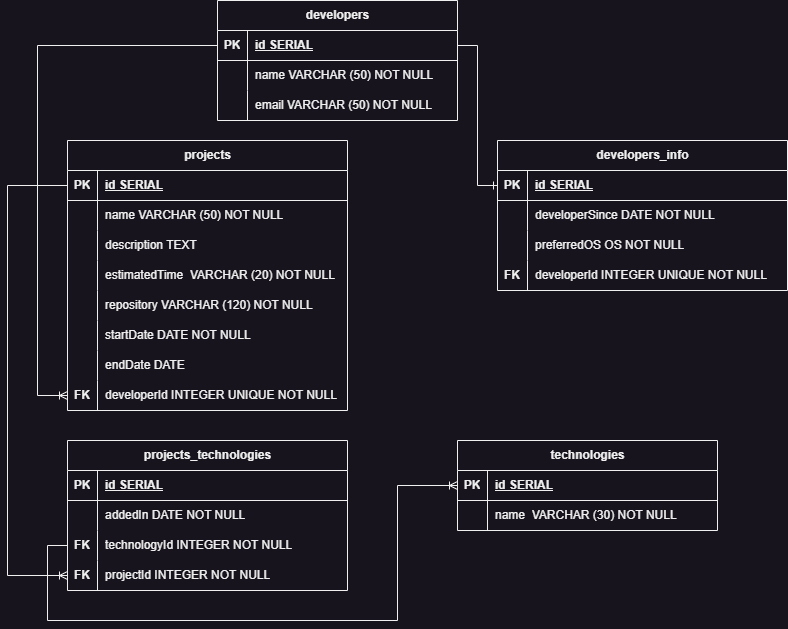 developers
PK id SERIAL
name VARCHAR (50) NOT NULL
email VARCHAR (50) NOT NULL
projects
PK id SERIAL
name VARCHAR (50) NOT NULL
description TEXT
estimatedTime VARCHAR (20) NOT NULL
repository VARCHAR (120) NOT NULL
startDate DATE NOT NULL
endDate DATE
FK developerId INTEGER UNIQUE NOT NULL
developers_info
PK id SERIAL
developerSince DATE NOT NULL
preferredOS OS NOT NULL
FK developerId INTEGER UNIQUE NOT NULL
projects_technologies
PK id SERIAL
addedIn DATE NOT NULL
FK technologyId INTEGER NOT NULL
FK projectId INTEGER NOT NULL
technologies
PK id SERIAL
name VARCHAR (30) NOT NULL